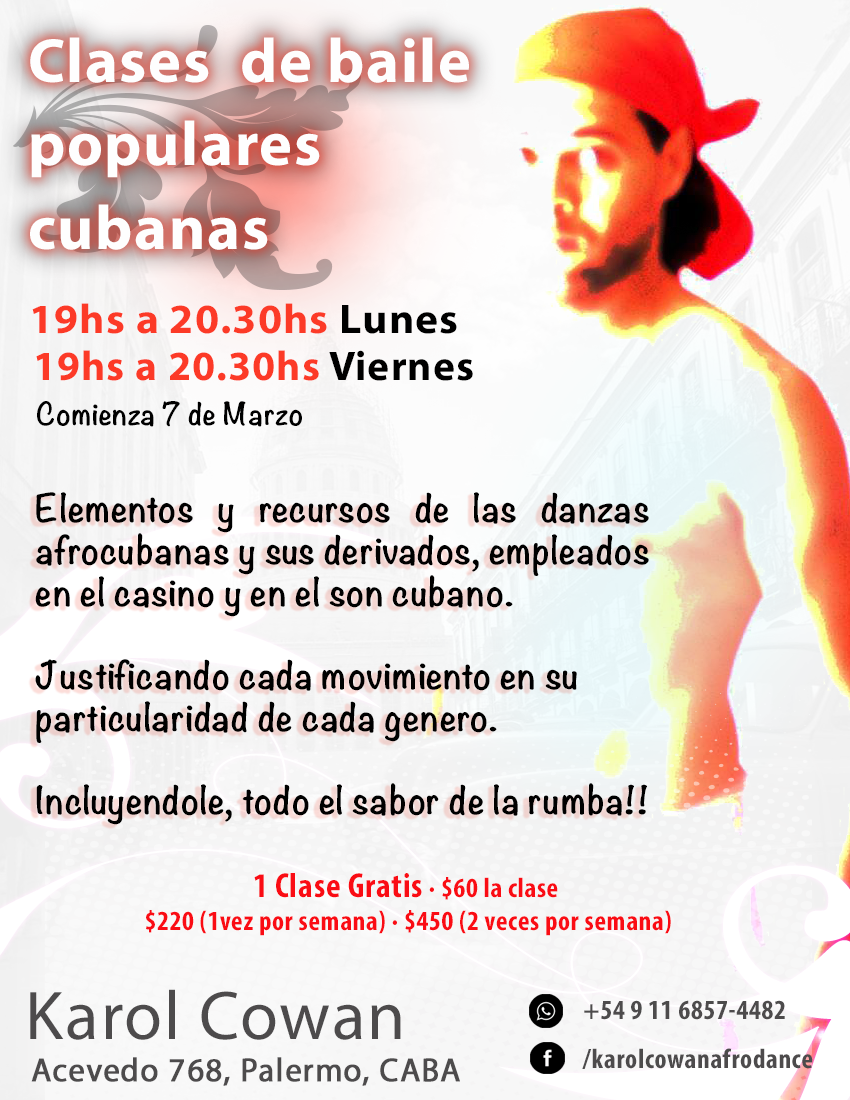 Clases de baile
populares
cubanas
19hs a 20.30hs Lunes
19hs a 20.30hs Viernes
Comienza 7 de Marzo
Elementos y recursos de las danzas
afrocubanas y sus derivados, empleados
en el casino y en el son cubano.
Justificando cada movimiento en su
particularidad de cada genero.
Incluyendole, todo el sabor de la rumba!!
1 Clase Gratis · $60 la clase
$220 (1vez por semana) · $450 (2 veces por semana)
Karol Cowan
Acevedo 768, Palermo, CABA
+54 9 11 6857-4482
/karolcowanafrodance